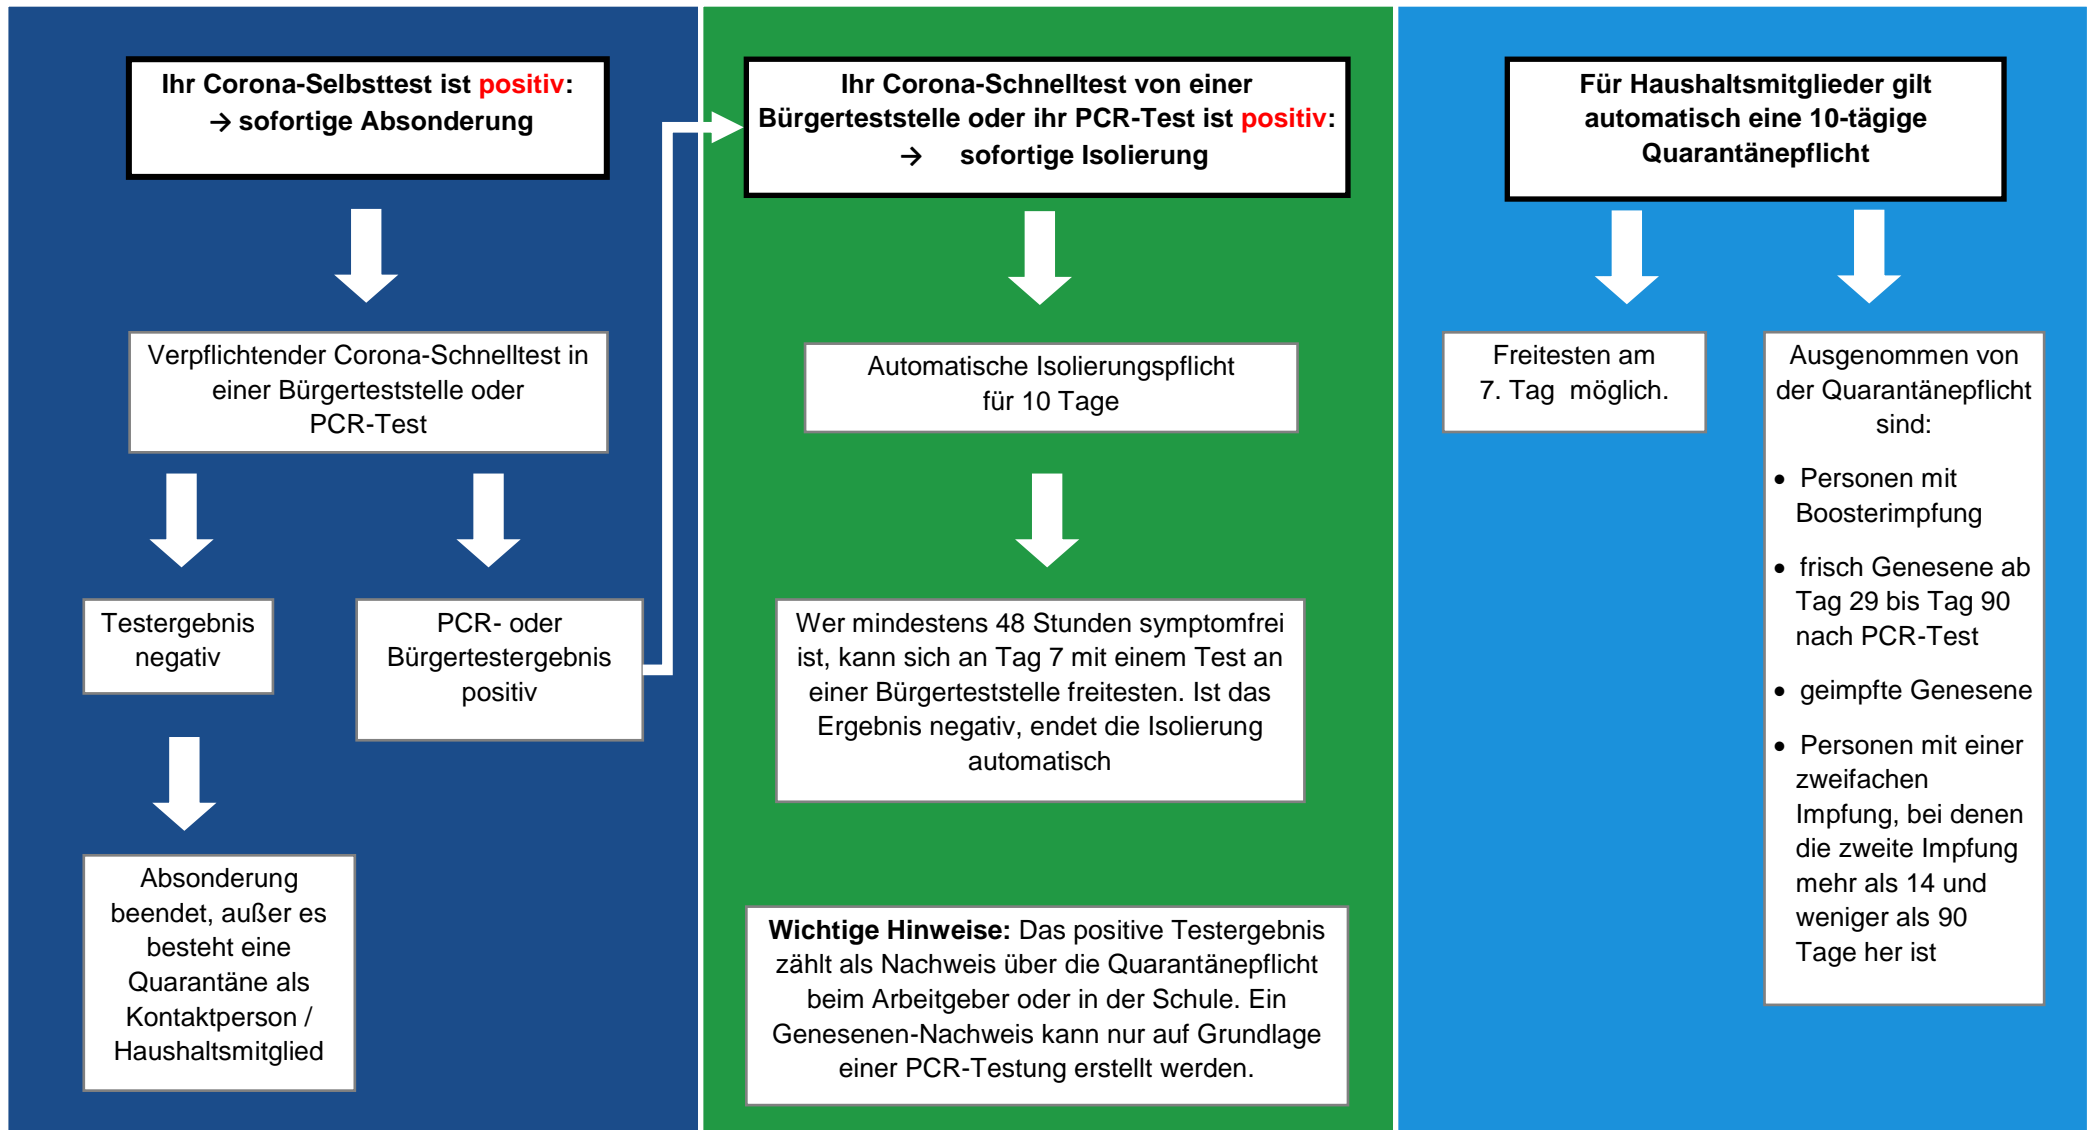 Ihr Corona-Selbsttest ist positiv:
→ sofortige Absonderung
Verpflichtender Corona-Schnelltest in
einer Bürgerteststelle oder
PCR-Test
Testergebnis
negativ
PCR- oder
Bürgertestergebnis
positiv
Absonderung
beendet, außer es
besteht eine
Quarantäne als
Kontaktperson /
Haushaltsmitglied
Ihr Corona-Schnelltest von einer
Bürgerteststelle oder ihr PCR-Test ist positiv:
→ sofortige Isolierung
Automatische Isolierungspflicht
für 10 Tage
Wer mindestens 48 Stunden symptomfrei
ist, kann sich an Tag 7 mit einem Test an
einer Bürgerteststelle freitesten. Ist das
Ergebnis negativ, endet die Isolierung
automatisch
Wichtige Hinweise: Das positive Testergebnis
zählt als Nachweis über die Quarantänepflicht
beim Arbeitgeber oder in der Schule. Ein
Genesenen-Nachweis kann nur auf Grundlage
einer PCR-Testung erstellt werden.
Für Haushaltsmitglieder gilt
automatisch eine 10-tägige
Quarantänepflicht
Freitesten am
7. Tag möglich.
Ausgenommen von
der Quarantänepflicht
sind:
• Personen mit
Boosterimpfung
• frisch Genesene ab
Tag 29 bis Tag 90
nach PCR-Test
• geimpfte Genesene
• Personen mit einer
zweifachen
Impfung, bei denen
die zweite Impfung
mehr als 14 und
weniger als 90
Tage her ist